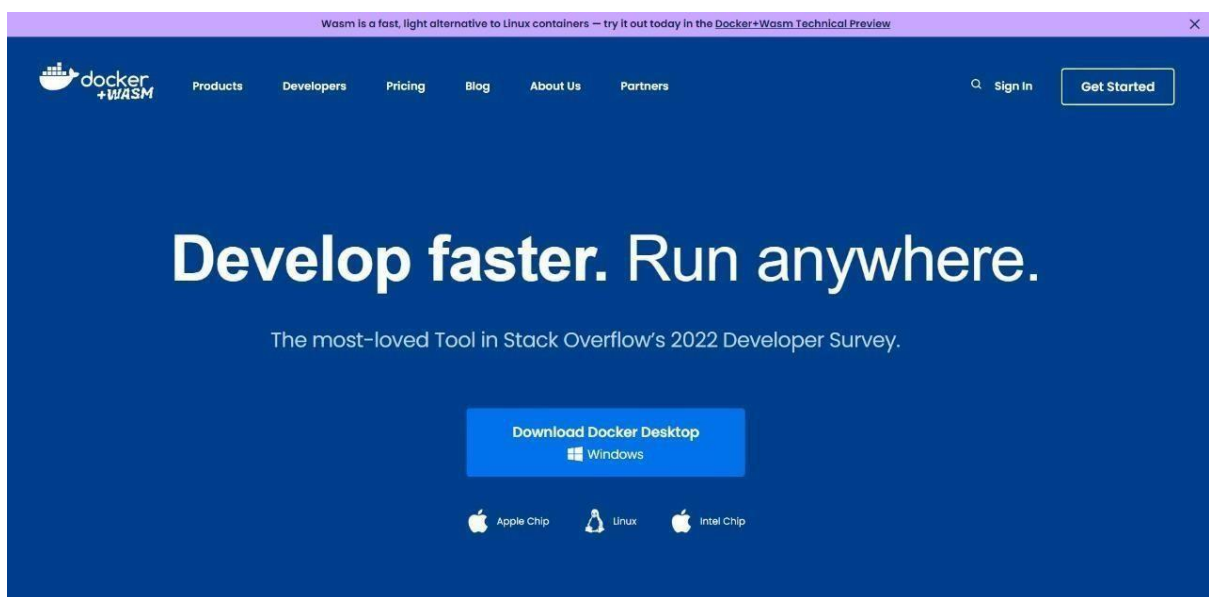 Wasm is a fast, light alternative to Linux containers — try it out today in the Docker+Wasm Technical Preview
docker
+WASM
Products Developers Pricing Blog About Us Partners Sign In Get Started
Develop faster. Run anywhere.
The most-loved Tool in Stack Overflow's 2022 Developer Survey.
Download Docker Desktop
Windows
Apple Chip Linux Intel Chip